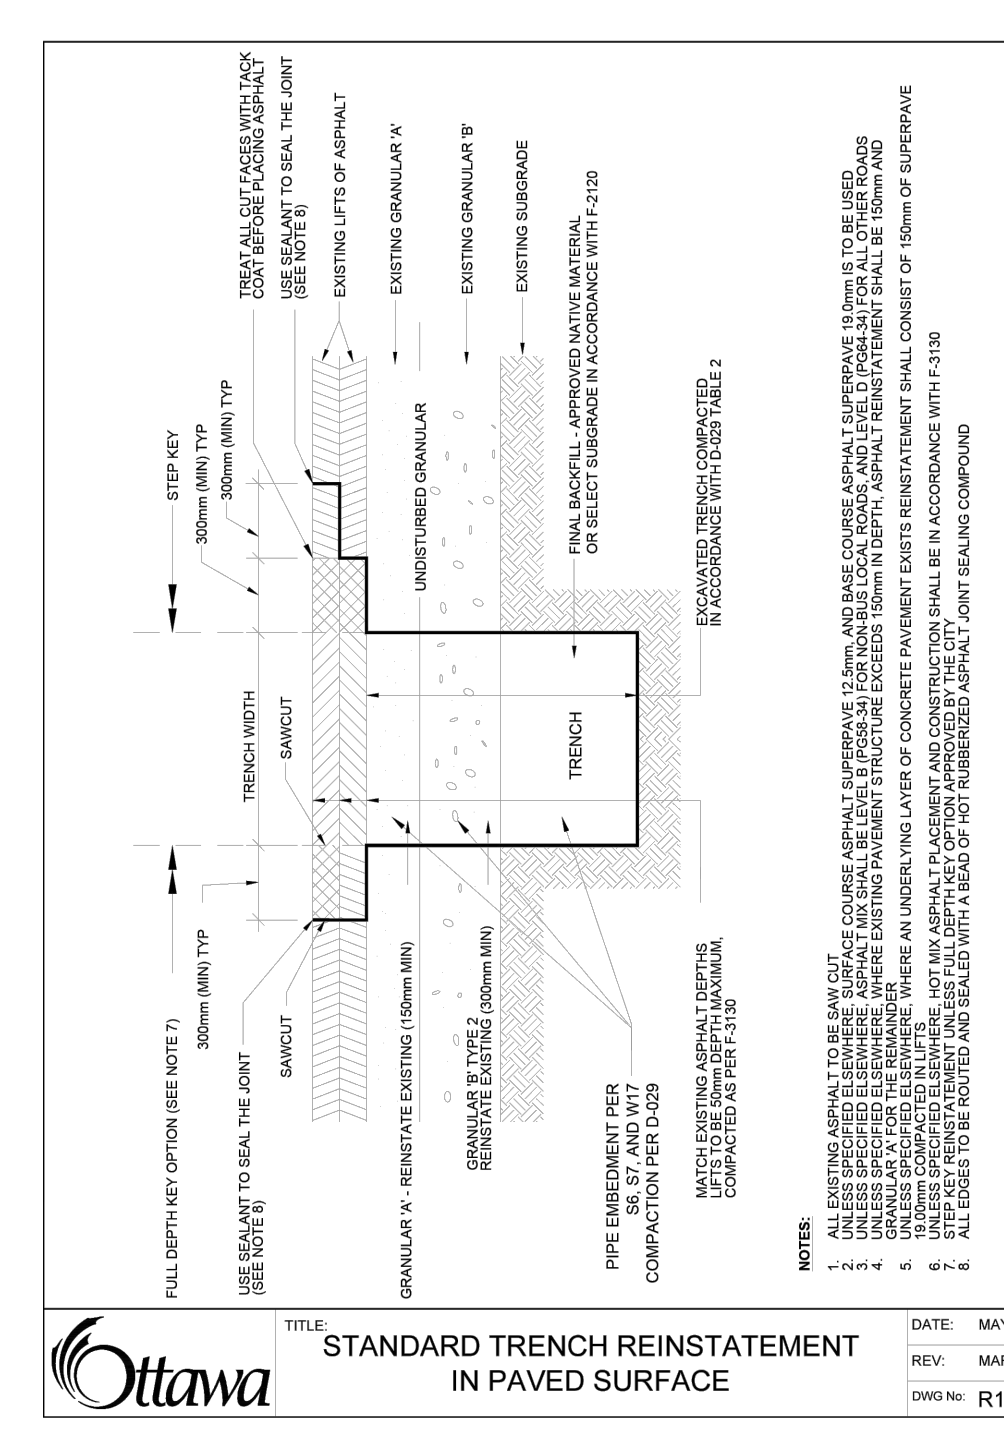 TREAT ALL CUT FACES WITH TACK
COAT BEFORE PLACING ASPHALT
USE SEALANT TO SEAL THE JOINT
(SEE NOTE 8)
EXISTING LIFTS OF ASPHALT
EXISTING GRANULAR 'A'
EXISTING GRANULAR 'B'
EXISTING SUBGRADE
FINAL BACKFILL - APPROVED NATIVE MATERIAL
OR SELECT SUBGRADE IN ACCORDANCE WITH F-2120
EXCAVATED TRENCH COMPACTED
IN ACCORDANCE WITH D-029 TABLE 2
STEP KEY
300mm (MIN) TYP
300mm (MIN) TYP
UNDISTURBED GRANULAR
TRENCH WIDTH
SAWCUT
TRENCH
FULL DEPTH KEY OPTION (SEE NOTE 7)
300mm (MIN) TYP
USE SEALANT TO SEAL THE JOINT
(SEE NOTE 8)
SAWCUT
GRANULAR 'A' - REINSTATE EXISTING (150mm MIN)
GRANULAR 'B' TYPE 2
REINSTATE EXISTING (300mm MIN)
PIPE EMBEDMENT PER
S6, S7, AND W17
COMPACTION PER D-029
MATCH EXISTING ASPHALT DEPTHS
LIFTS TO BE 50mm DEPTH MAXIMUM,
COMPACTED AS PER F-3130
NOTES:
1. ALL EXISTING ASPHALT TO BE SAW CUT
2. UNLESS SPECIFIED ELSEWHERE, SURFACE COURSE ASPHALT SUPERPAVE 12.5mm, AND BASE COURSE ASPHALT SUPERPAVE 19.0mm IS TO BE USED
3. UNLESS SPECIFIED ELSEWHERE, ASPHALT MIX SHALL BE LEVEL B (PG58-34) FOR NON-BUS LOCAL ROADS, AND LEVEL D (PG64-34) FOR ALL OTHER ROADS
4. UNLESS SPECIFIED ELSEWHERE, WHERE EXISTING PAVEMENT STRUCTURE EXCEEDS 150mm IN DEPTH, ASPHALT REINSTATEMENT SHALL BE 150mm AND
GRANULAR 'A' FOR THE REMAINDER
5. UNLESS SPECIFIED ELSEWHERE, WHERE AN UNDERLYING LAYER OF CONCRETE PAVEMENT EXISTS REINSTATEMENT SHALL CONSIST OF 150mm OF SUPERPAVE
19.00mm COMPACTED IN LIFTS
6. UNLESS SPECIFIED ELSEWHERE, HOT MIX ASPHALT PLACEMENT AND CONSTRUCTION SHALL BE IN ACCORDANCE WITH F-3130
7. STEP KEY REINSTATEMENT UNLESS FULL DEPTH KEY OPTION APPROVED BY THE CITY
8. ALL EDGES TO BE ROUTED AND SEALED WITH A BEAD OF HOT RUBBERIZED ASPHALT JOINT SEALING COMPOUND
Ottawa
TITLE:
STANDARD TRENCH REINSTATEMENT
IN PAVED SURFACE
DATE: MAY
REV: MAR
DWG No: R1